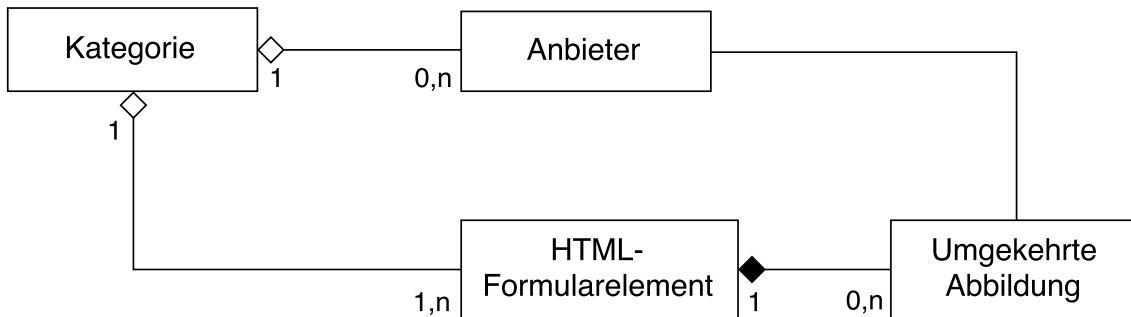 Kategorie
Anbieter
1
0,n
1
HTML-
Formularelement
Umgekehrte
Abbildung
1,n
1
0,n